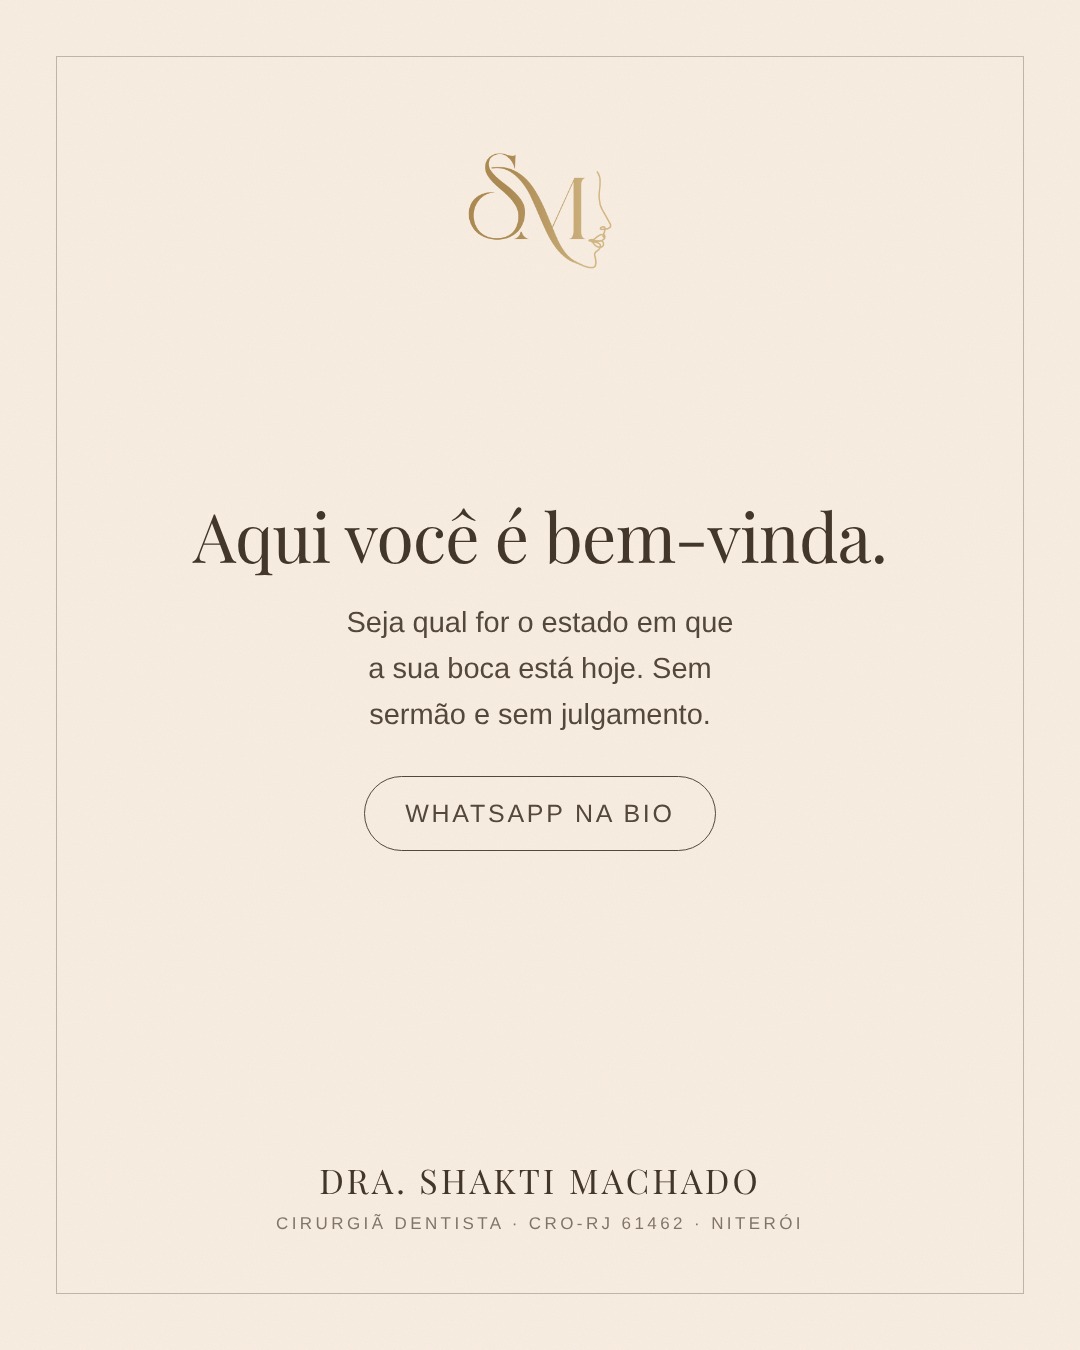 SM
Aqui você é bem-vinda.
Seja qual for o estado em que
a sua boca está hoje. Sem
sermão e sem julgamento.
WHATSAPP NA BIO
DRA. SHAKTI MACHADO
CIRURGIÃ DENTISTA · CRO-RJ 61462 · NITERÓI